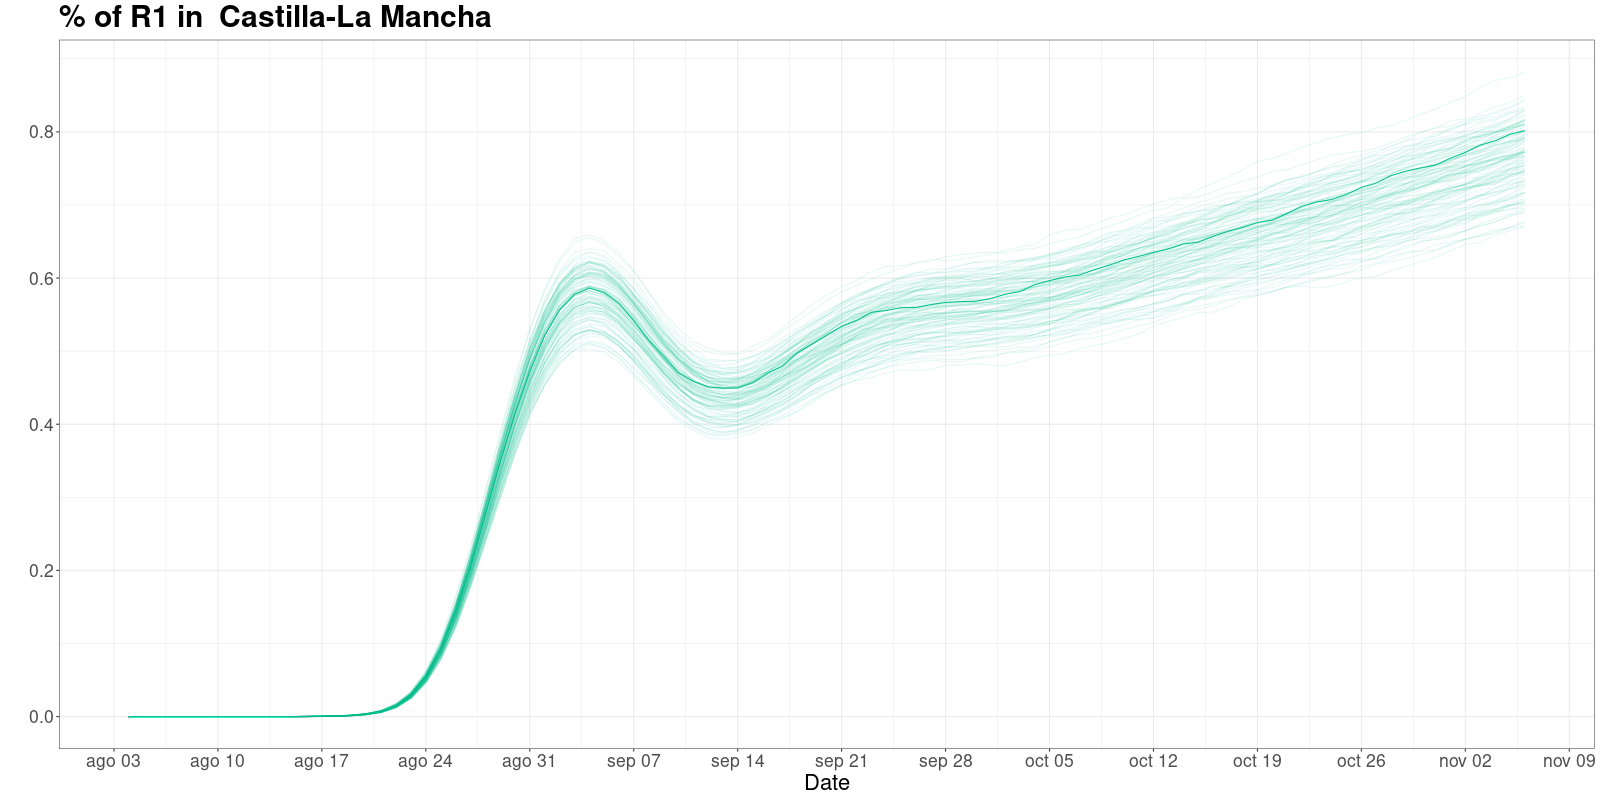 % of R1 in  Castilla-La Mancha
0.8
0.6
0.4
0.2
0.0
ago 03 ago 10 ago 17 ago 24 ago 31 sep 07 sep 14 sep 21 sep 28 oct 05 oct 12 oct 19 oct 26 nov 02 nov 09
Date